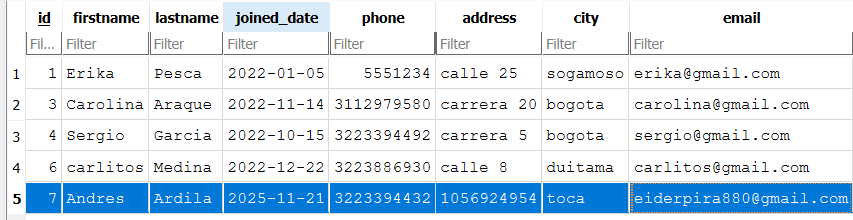 id firstname lastname joined_date phone address city email
Fil... Filter Filter Filter Filter Filter Filter Filter
1 1 Erika Pesca 2022-01-05 5551234 calle 25 sogamoso erika@gmail.com
2 3 Carolina Araque 2022-11-14 3112979580 carrera 20 bogota carolina@gmail.com
3 4 Sergio Garcia 2022-10-15 3223394492 carrera 5 bogota sergio@gmail.com
4 6 carlitos Medina 2022-12-22 3223886930 calle 8 duitama carlitos@gmail.com
5 7 Andres Ardila 2025-11-21 3223394432 1056924954 toca eiderpira880@gmail.com